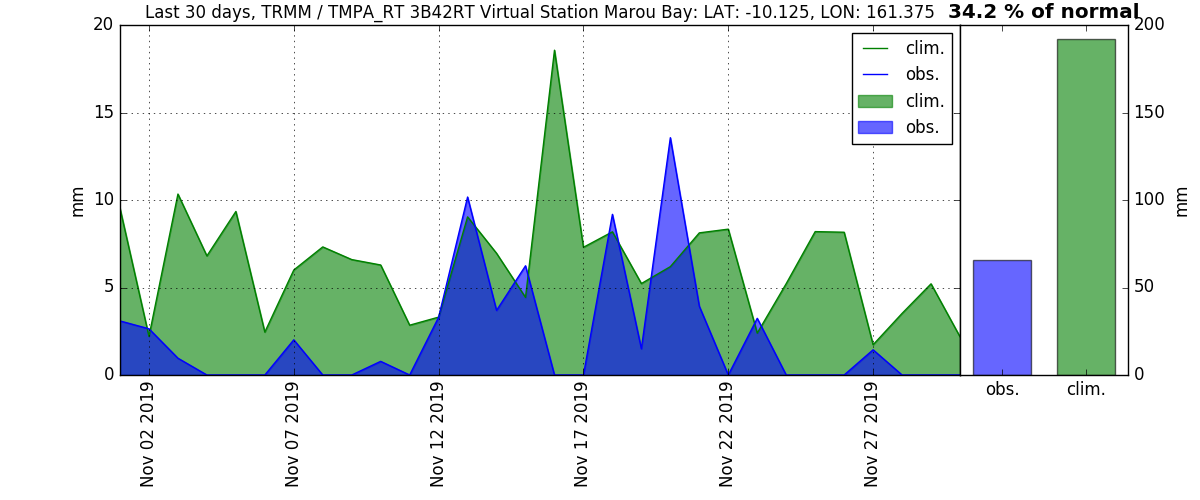 Last 30 days, TRMM / TMPA_RT 3B42RT Virtual Station Marou Bay: LAT: -10.125, LON: 161.375
34.2 % of normal
20
15
10
5
0
mm
clim.
obs.
clim.
obs.
200
150
100
50
0
mm
obs.
clim.
Nov 02 2019
Nov 07 2019
Nov 12 2019
Nov 17 2019
Nov 22 2019
Nov 27 2019